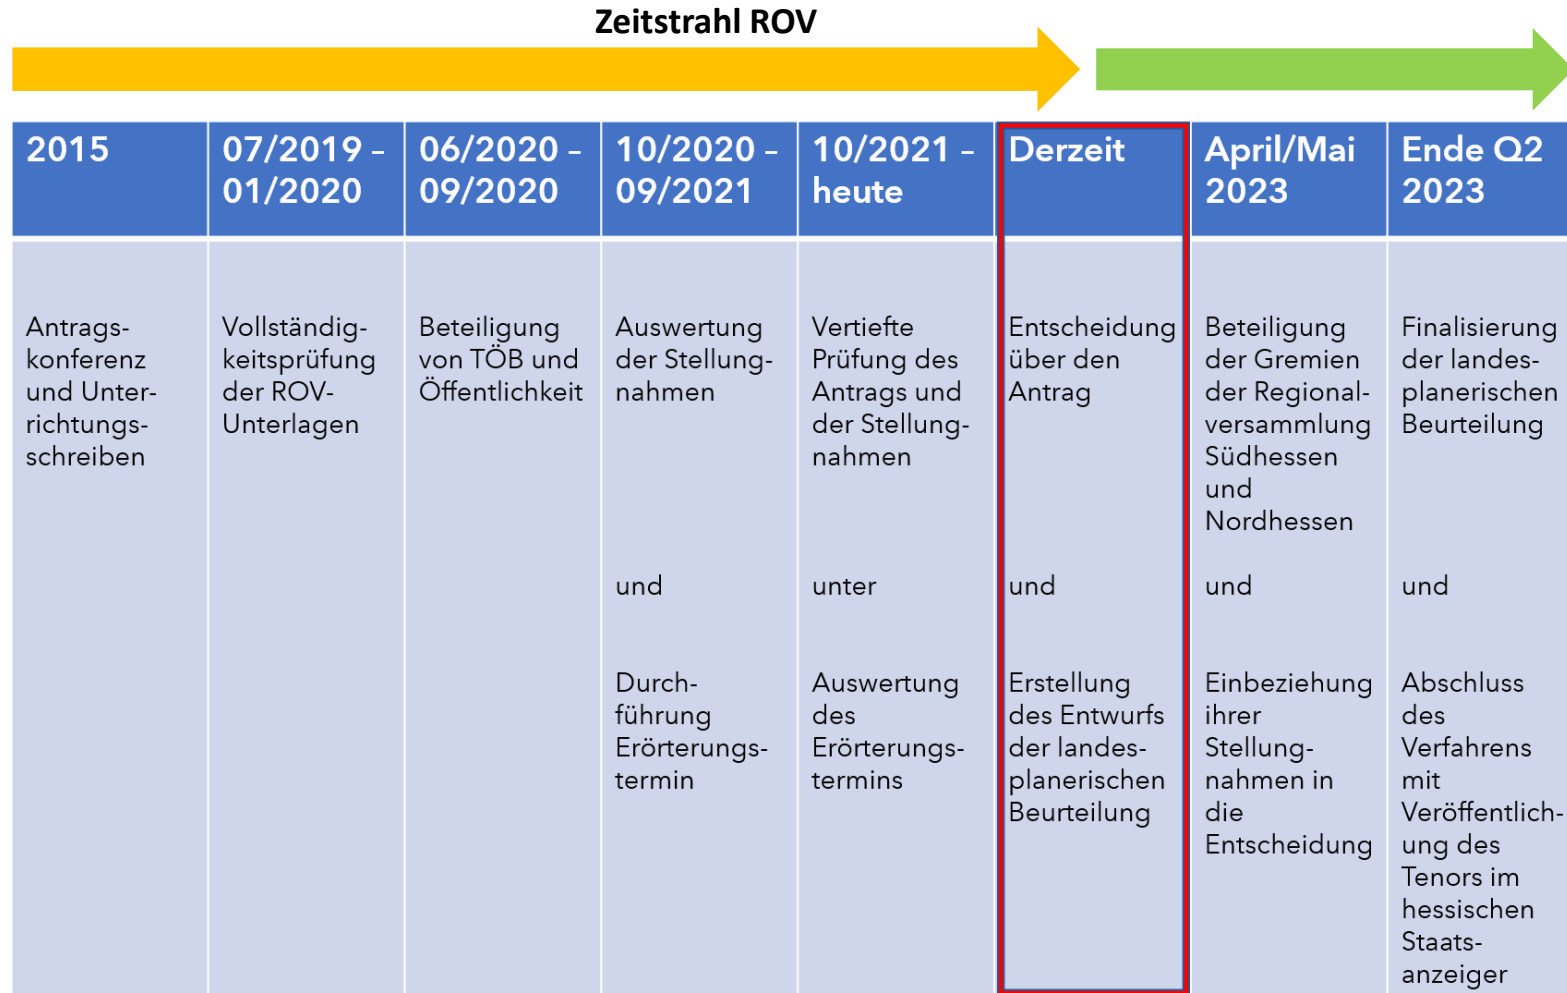 Zeitstrahl ROV
2015
07/2019 –
01/2020
06/2020 –
09/2020
10/2020 –
09/2021
10/2021 –
heute
Derzeit
April/Mai
2023
Ende Q2
2023
Antrags-
konferenz
und Unter-
richtungs-
schreiben
Vollständig-
keitsprüfung
der ROV-
Unterlagen
Beteiligung
von TÖB und
Öffentlichkeit
Auswertung
der Stellung-
nahmen
und
Durch-
führung
Erörterungs-
termin
Vertiefte
Prüfung des
Antrags und
der Stellung-
nahmen
unter
Auswertung
des
Erörterungs-
termins
Entscheidung
über den
Antrag
und
Erstellung
des Entwurfs
der landes-
planerischen
Beurteilung
Beteiligung
der Gremien
der Regional-
versammlung
Südhessen
und
Nordhessen
und
Einbeziehung
ihrer
Stellung-
nahmen in
die
Entscheidung
Finalisierung
der landes-
planerischen
Beurteilung
und
Abschluss
des
Verfahrens
mit
Veröffentlich-
ung des
Tenors im
hessischen
Staats-
anzeiger